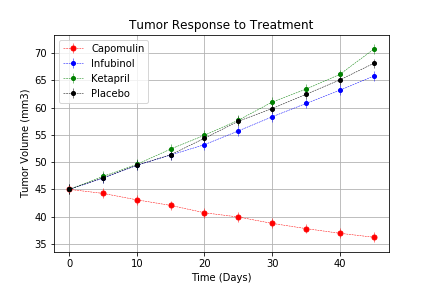 Tumor Response to Treatment
Capomulin
Infubinol
Ketapril
Placebo
Tumor Volume (mm3)
70
65
60
55
50
45
40
35
0
10
20
30
40
Time (Days)